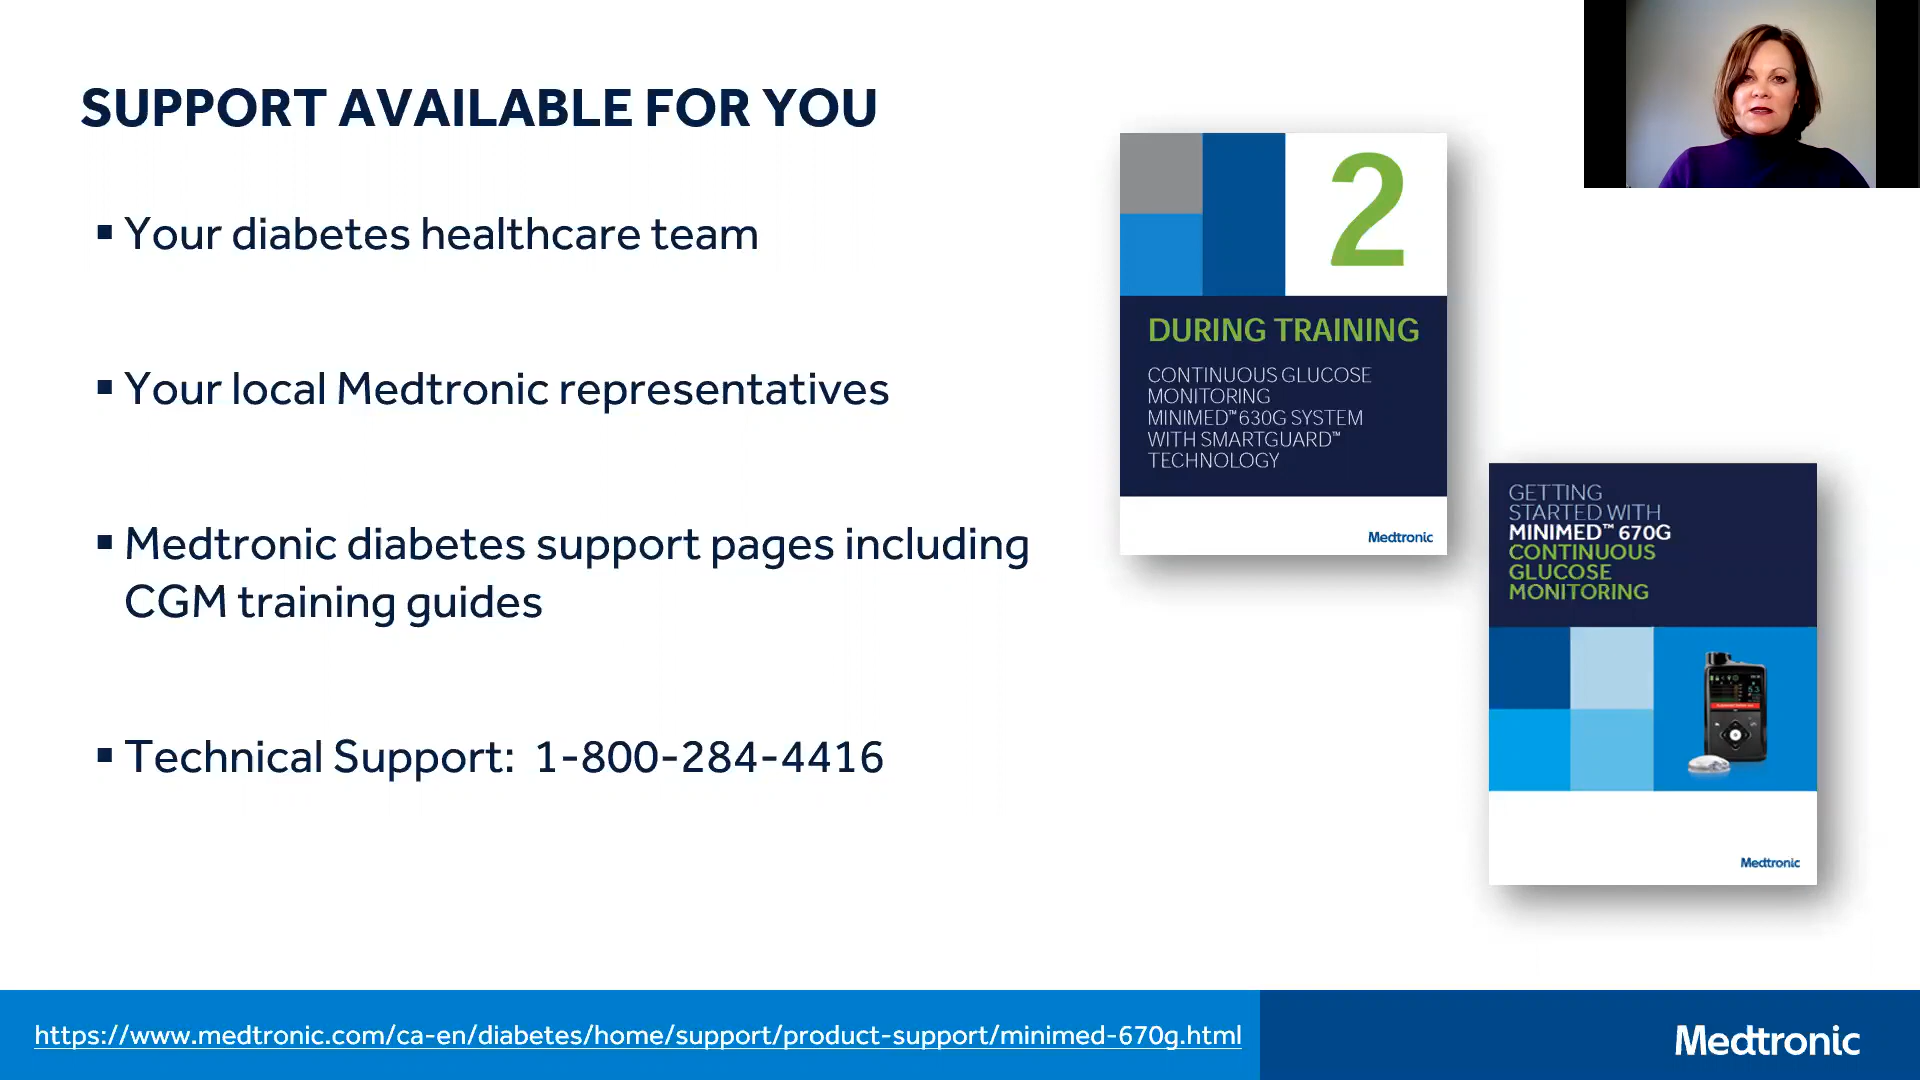 SUPPORT AVAILABLE FOR YOU
▪ Your diabetes healthcare team
▪ Your local Medtronic representatives
▪ Medtronic diabetes support pages including
CGM training guides
▪ Technical Support: 1-800-284-4416
2
DURING TRAINING
CONTINUOUS GLUCOSE
MONITORING
MINIMED™ 630G SYSTEM
WITH SMARTGUARD™
TECHNOLOGY
Medtronic
GETTING
STARTED WITH
MINIMED™ 670G
CONTINUOUS
GLUCOSE
MONITORING
Medtronic
https://www.medtronic.com/ca-en/diabetes/home/support/product-support/minimed-670g.html
Medtronic